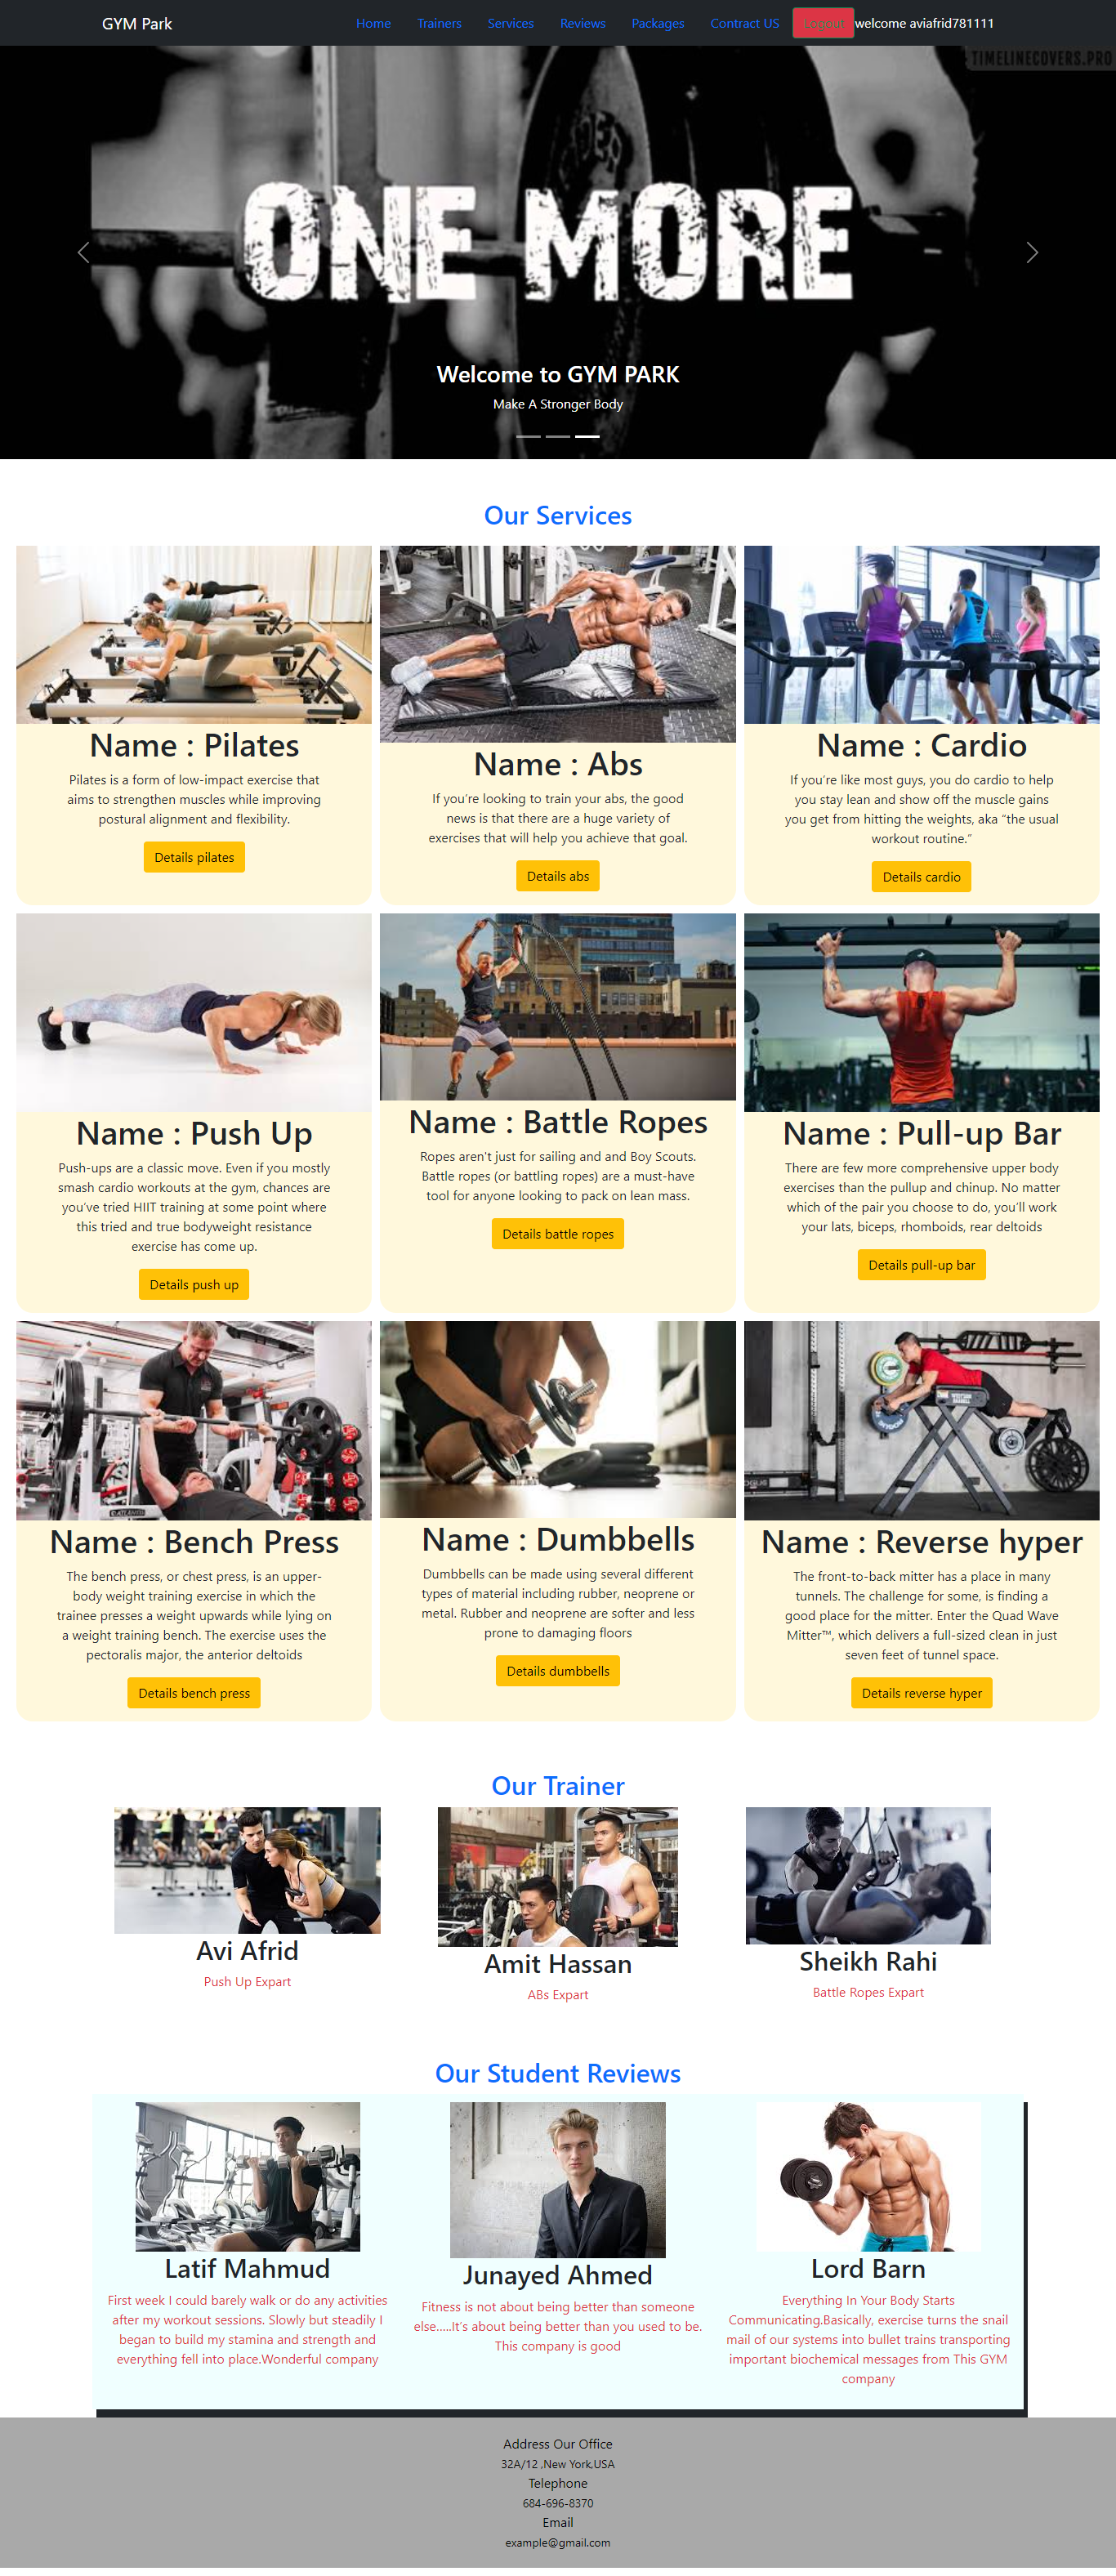 GYM Park
Home Trainers Services Reviews Packages Contract US Logout welcome aviafrid781111
TIMELINECOVERS.PRO
ONE MORE
Welcome to GYM PARK
Make A Stronger Body
Our Services
Name : Pilates
Pilates is a form of low-impact exercise that
aims to strengthen muscles while improving
postural alignment and flexibility.
Details pilates
Name : Abs
If you're looking to train your abs, the good
news is that there are a huge variety of
exercises that will help you achieve that goal.
Details abs
Name : Cardio
If you're like most guys, you do cardio to help
you stay lean and show off the muscle gains
you get from hitting the weights, aka “the usual
workout routine.”
Details cardio
Name : Push Up
Push-ups are a classic move. Even if you mostly
smash cardio workouts at the gym, chances are
you've tried HIIT training at some point where
this tried and true bodyweight resistance
exercise has come up.
Details push up
Name : Battle Ropes
Ropes aren't just for sailing and and Boy Scouts.
Battle ropes (or battling ropes) are a must-have
tool for anyone looking to pack on lean mass.
Details battle ropes
Name : Pull-up Bar
There are few more comprehensive upper body
exercises than the pullup and chinup. No matter
which of the pair you choose to do, you'll work
your lats, biceps, rhomboids, rear deltoids
Details pull-up bar
Name : Bench Press
The bench press, or chest press, is an upper-
body weight training exercise in which the
trainee presses a weight upwards while lying on
a weight training bench. The exercise uses the
pectoralis major, the anterior deltoids
Details bench press
Name : Dumbbells
Dumbbells can be made using several different
types of material including rubber, neoprene or
metal. Rubber and neoprene are softer and less
prone to damaging floors
Details dumbbells
Name : Reverse hyper
The front-to-back mitter has a place in many
tunnels. The challenge for some, is finding a
good place for the mitter. Enter the Quad Wave
Mitter™, which delivers a full-sized clean in just
seven feet of tunnel space.
Details reverse hyper
Our Trainer
Avi Afrid
Push Up Expart
Amit Hassan
ABs Expart
Sheikh Rahi
Battle Ropes Expart
Our Student Reviews
Latif Mahmud
First week I could barely walk or do any activities
after my workout sessions. Slowly but steadily I
began to build my stamina and strength and
everything fell into place.Wonderful company
Junayed Ahmed
Fitness is not about being better than someone
else…..It's about being better than you used to be.
This company is good
Lord Barn
Everything In Your Body Starts
Communicating.Basically, exercise turns the snail
mail of our systems into bullet trains transporting
important biochemical messages from This GYM
company
Address Our Office
32A/12 ,New York,USA
Telephone
684-696-8370
Email
example@gmail.com